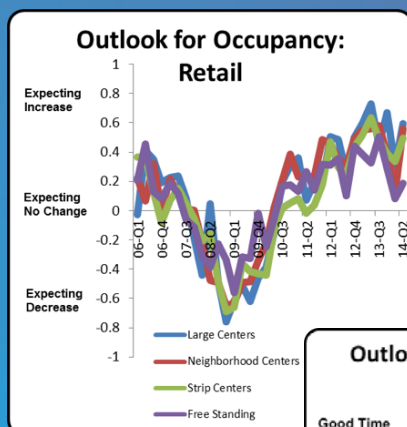 Outlook for Occupancy:
Retail
Expecting
Increase
Expecting
No Change
Expecting
Decrease
1
0.8
0.6
0.4
0.2
0
-0.2
-0.4
-0.6
-0.8
-1
06-Q1
06-Q4
07-Q3
08-Q2
09-Q1
09-Q4
10-Q3
11-Q2
12-Q1
12-Q4
13-Q3
14-Q2
Large Centers
Neighborhood Centers
Strip Centers
Free Standing
Outlo
Good Time